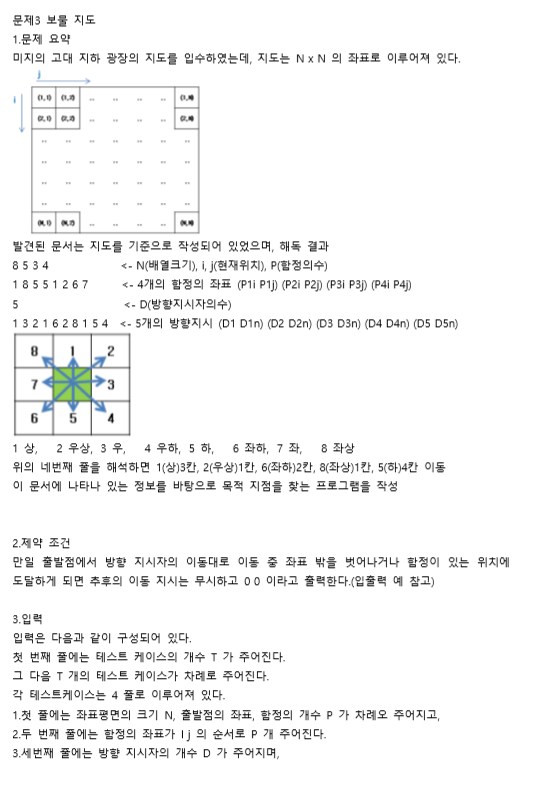 문제3 보물 지도
1.문제 요약
미지의 고대 지하 광장의 지도를 입수하였는데, 지도는 N x N 의 좌표로 이루어져 있다.
j
i
(1,1) (1,2) .. .. .. .. (1,N)
(2,1) (2,2) .. .. .. .. (2,N)
.. .. .. .. .. .. ..
.. .. .. .. .. .. ..
.. .. .. .. .. .. ..
.. .. .. .. .. .. ..
(N,1) (N,2) .. .. .. .. (N,N)
발견된 문서는 지도를 기준으로 작성되어 있었으며, 해독 결과
8 5 3 4 <- N(배열크기), i, j(현재위치), P(함정의수)
1 8 5 5 1 2 6 7 <- 4개의 함정의 좌표 (P1i P1j) (P2i P2j) (P3i P3j) (P4i P4j)
5 <- D(방향지시자의수)
1 3 2 1 6 2 8 1 5 4 <- 5개의 방향지시 (D1 D1n) (D2 D2n) (D3 D3n) (D4 D4n) (D5 D5n)
8 1 2
7 3
6 5 4
1 상, 2 우상, 3 우, 4 우하, 5 하, 6 좌하, 7 좌, 8 좌상
위의 네번째 줄을 해석하면 1(상)3칸, 2(우상)1칸, 6(좌하)2칸, 8(좌상)1칸, 5(하)4칸 이동
이 문서에 나타나 있는 정보를 바탕으로 목적 지점을 찾는 프로그램을 작성
2.제약 조건
만일 출발점에서 방향 지시자의 이동대로 이동 중 좌표 밖을 벗어나거나 함정이 있는 위치에
도달하게 되면 추후의 이동 지시는 무시하고 0 0 이라고 출력한다.(입출력 예 참고)
3.입력
입력은 다음과 같이 구성되어 있다.
첫 번째 줄에는 테스트 케이스의 개수 T 가 주어진다.
그 다음 T 개의 테스트 케이스가 차례로 주어진다.
각 테스트케이스는 4 줄로 이루어져 있다.
1.첫 줄에는 좌표평면의 크기 N, 출발점의 좌표, 함정의 개수 P 가 차례오 주어지고,
2.두 번째 줄에는 함정의 좌표가 I j 의 순서로 P 개 주어진다.
3.세번째 줄에는 방향 지시자의 개수 D 가 주어지며,